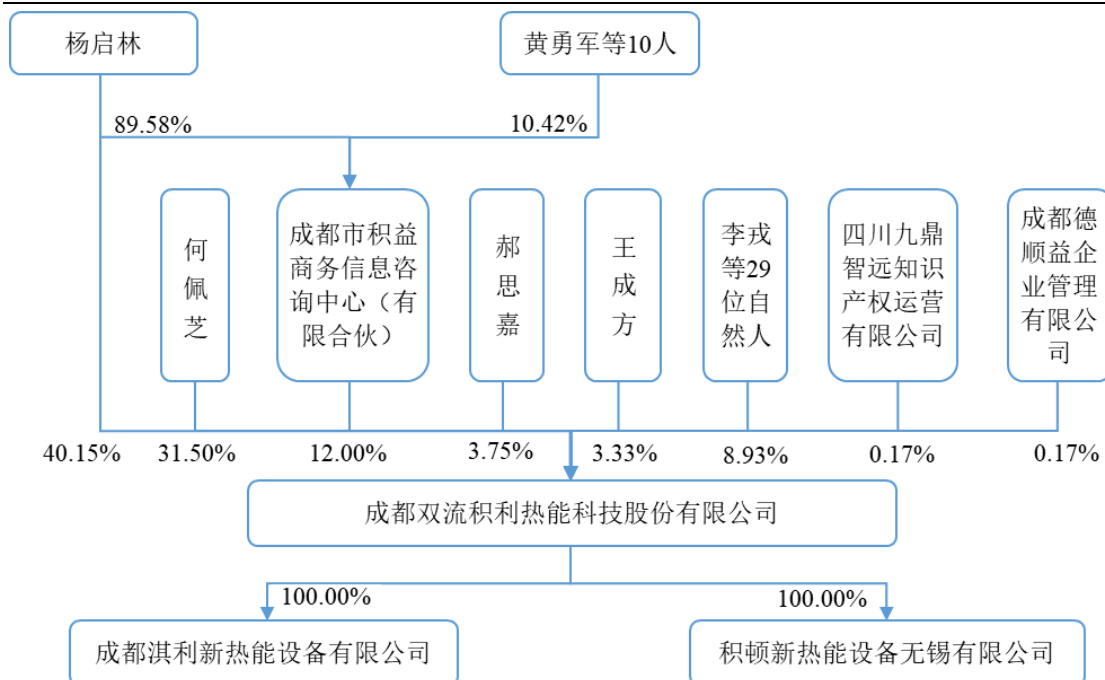 杨启林
黄勇军等10人
89.58%
10.42%
何
佩
芝
成都市积益
商务信息咨
询中心（有
限合伙）
郝
思
嘉
王
成
方
李戎
等29
位自
然人
四川九鼎
智远知识
产权运营
有限公司
成都德
顺益企
业管理
有限公
司
40.15%
31.50%
12.00%
3.75%
3.33%
8.93%
0.17%
0.17%
成都双流积利热能科技股份有限公司
100.00%
100.00%
成都淇利新热能设备有限公司
积顿新热能设备无锡有限公司